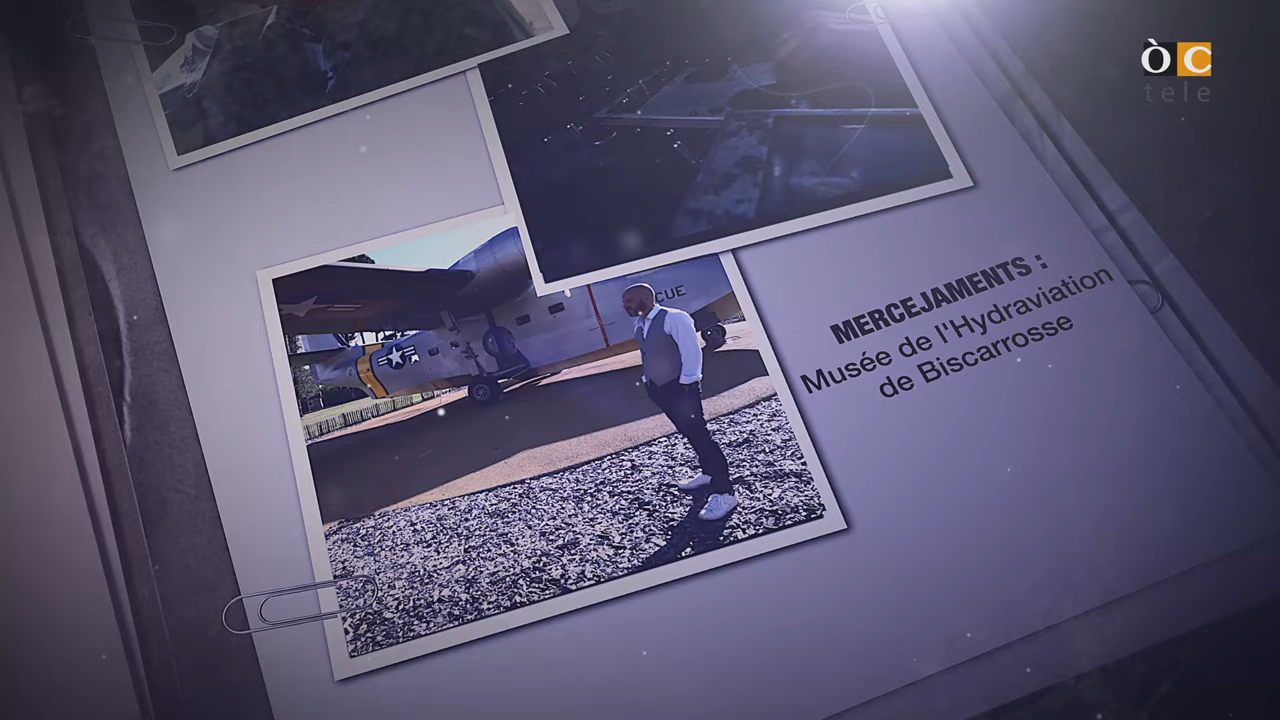 ÒC
tele
MERCEJAMENTS :
Musée de l'Hydraviation
de Biscarrosse
CUE